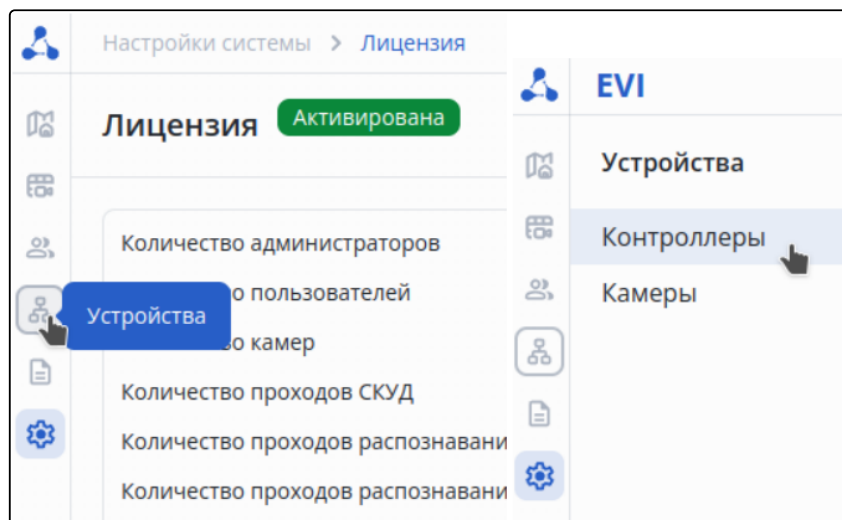 Настройки системы > Лицензия
Лицензия Активирована
Количество администраторов
о пользователей
Устройства
о камер
Количество проходов СКУД
Количество проходов распознавани
Количество проходов распознавани
EVI
Устройства
Контроллеры
Камеры